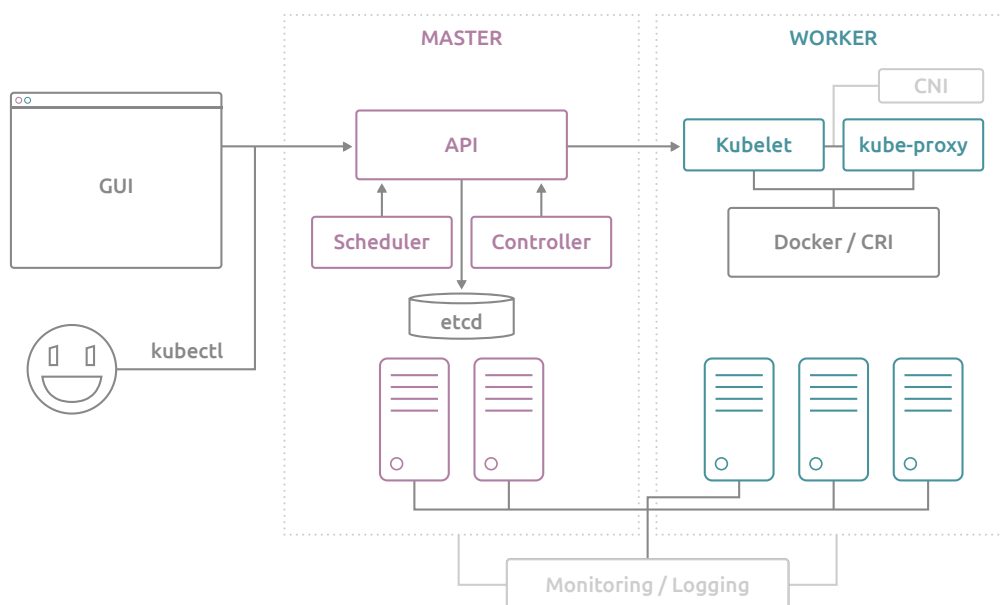 MASTER
WORKER
CNI
GUI
API
Kubelet
kube-proxy
Scheduler
Controller
Docker / CRI
etcd
kubectl
Monitoring / Logging